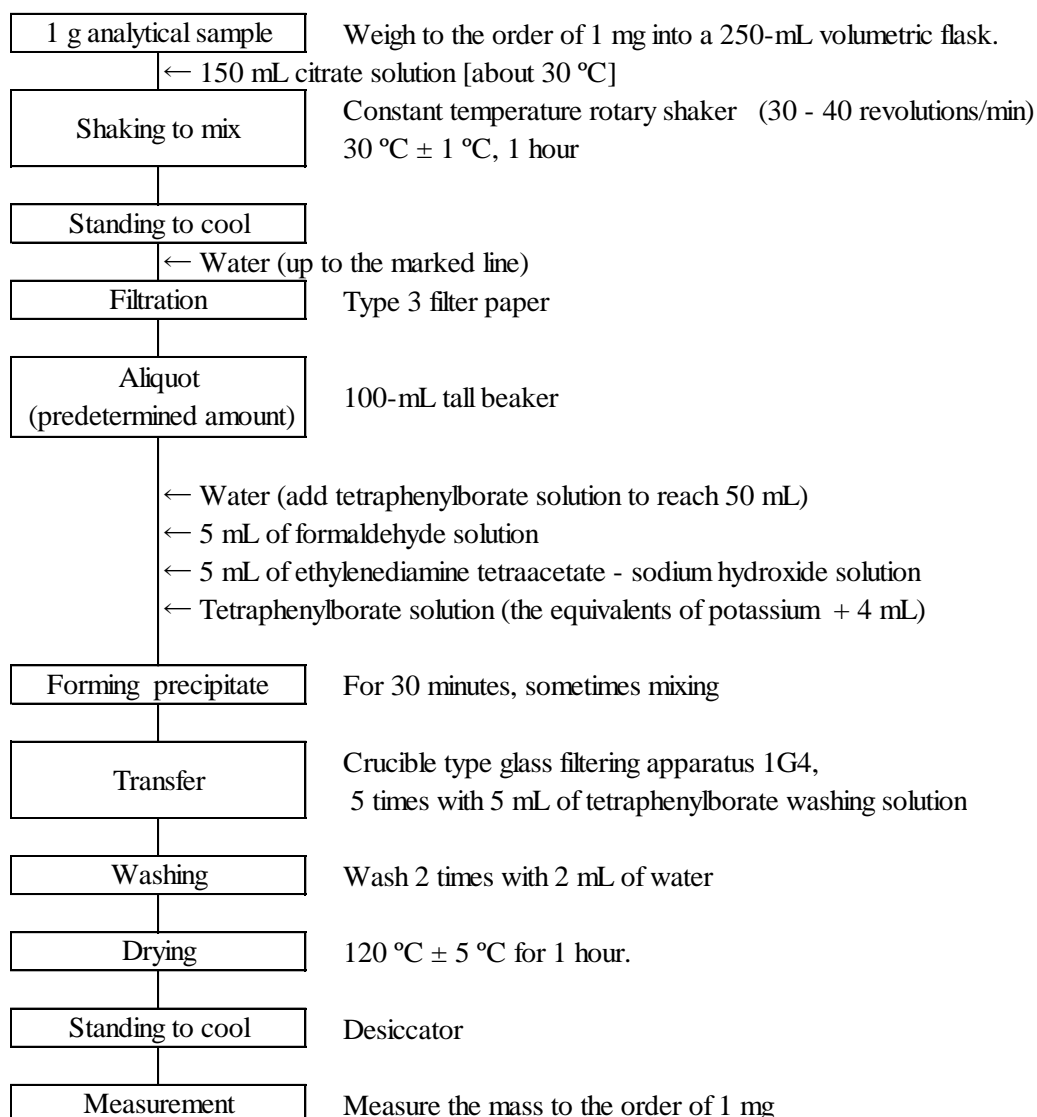 1 g analytical sample
Weigh to the order of 1 mg into a 250-mL volumetric flask.
← 150 mL citrate solution [about 30 ºC]
Shaking to mix
Constant temperature rotary shaker (30 - 40 revolutions/min)
30 ºC ± 1 ºC, 1 hour
Standing to cool
← Water (up to the marked line)
Filtration
Type 3 filter paper
Aliquot
(predetermined amount)
100-mL tall beaker
← Water (add tetraphenylborate solution to reach 50 mL)
← 5 mL of formaldehyde solution
← 5 mL of ethylenediamine tetraacetate - sodium hydroxide solution
← Tetraphenylborate solution (the equivalents of potassium + 4 mL)
Forming precipitate
For 30 minutes, sometimes mixing
Transfer
Crucible type glass filtering apparatus 1G4,
5 times with 5 mL of tetraphenylborate washing solution
Washing
Wash 2 times with 2 mL of water
Drying
120 ºC ± 5 ºC for 1 hour.
Standing to cool
Desiccator
Measurement
Measure the mass to the order of 1 mg